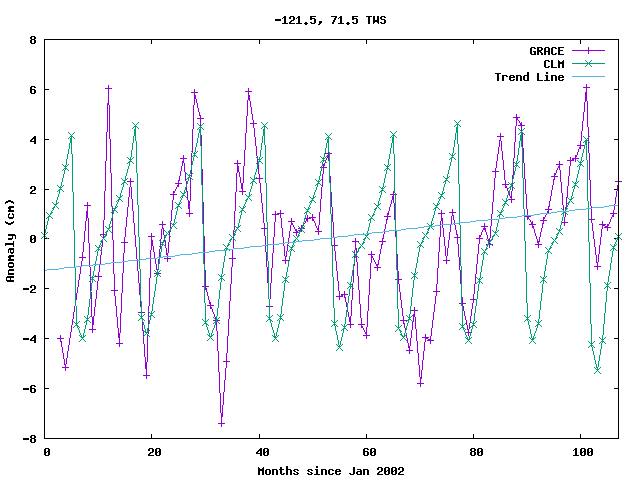 -121.5, 71.5 TWS
GRACE
CLM
Trend Line
8
6
4
2
0
-2
-4
-6
-8
Anomaly (cm)
0 20 40 60 80 100
Months since Jan 2002